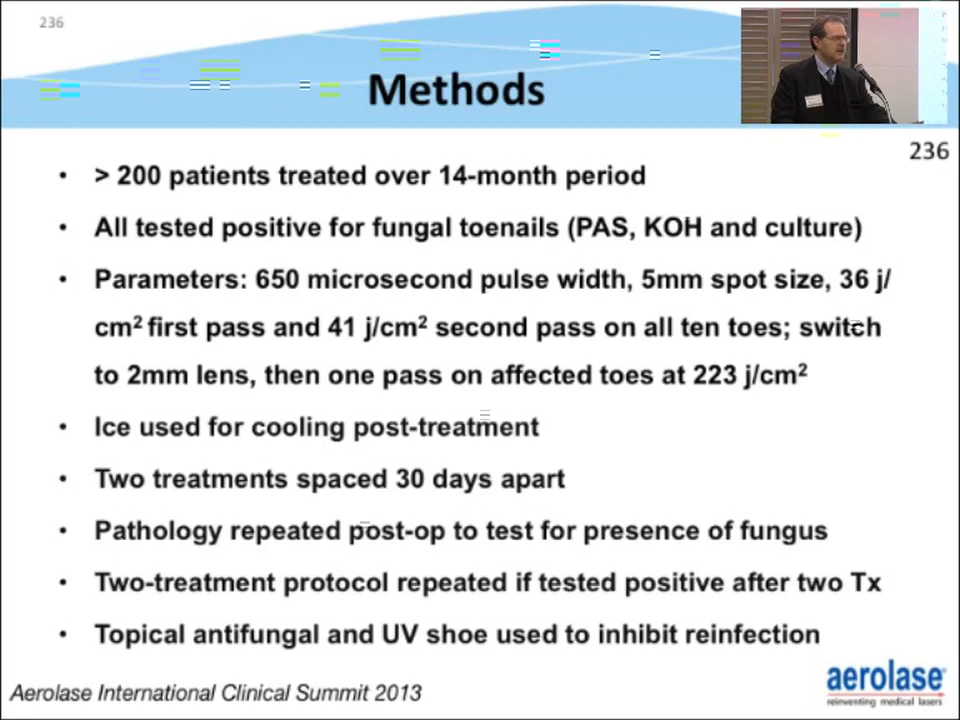 236
Methods
236
• > 200 patients treated over 14-month period
• All tested positive for fungal toenails (PAS, KOH and culture)
• Parameters: 650 microsecond pulse width, 5mm spot size, 36 j/
cm² first pass and 41 j/cm² second pass on all ten toes; switch
to 2mm lens, then one pass on affected toes at 223 j/cm²
• Ice used for cooling post-treatment
• Two treatments spaced 30 days apart
• Pathology repeated post-op to test for presence of fungus
• Two-treatment protocol repeated if tested positive after two Tx
• Topical antifungal and UV shoe used to inhibit reinfection
Aerolase International Clinical Summit 2013
aerolase®
reinventing medical lasers